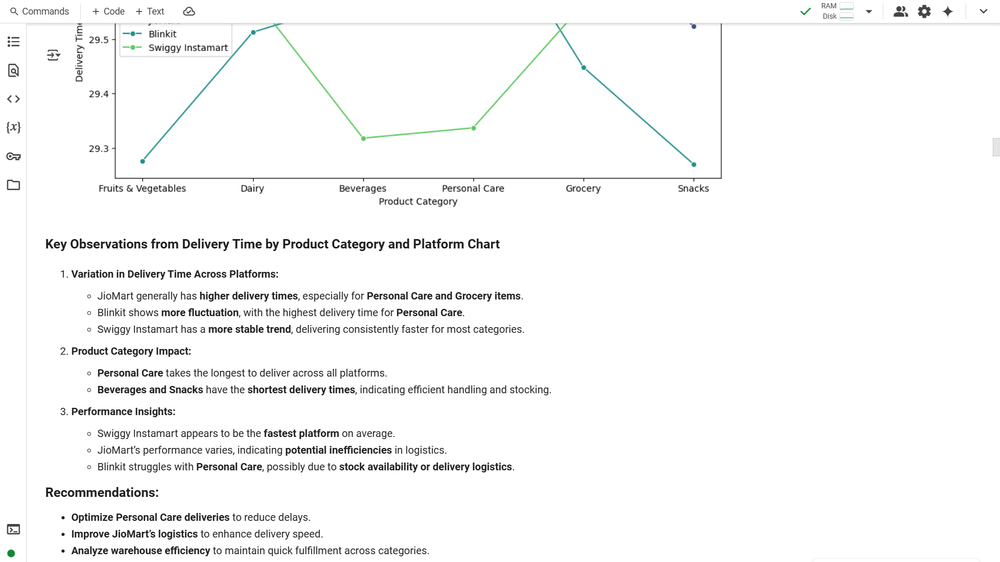 Commands + Code + Text RAM Disk
Delivery Time
Blinkit
Swiggy Instamart
29.5
29.4
29.3
Fruits & Vegetables Dairy Beverages Personal Care Grocery Snacks
Product Category
Key Observations from Delivery Time by Product Category and Platform Chart
1. Variation in Delivery Time Across Platforms:
JioMart generally has higher delivery times, especially for Personal Care and Grocery items.
Blinkit shows more fluctuation, with the highest delivery time for Personal Care.
Swiggy Instamart has a more stable trend, delivering consistently faster for most categories.
2. Product Category Impact:
Personal Care takes the longest to deliver across all platforms.
Beverages and Snacks have the shortest delivery times, indicating efficient handling and stocking.
3. Performance Insights:
Swiggy Instamart appears to be the fastest platform on average.
JioMart’s performance varies, indicating potential inefficiencies in logistics.
Blinkit struggles with Personal Care, possibly due to stock availability or delivery logistics.
Recommendations:
Optimize Personal Care deliveries to reduce delays.
Improve JioMart’s logistics to enhance delivery speed.
Analyze warehouse efficiency to maintain quick fulfillment across categories.